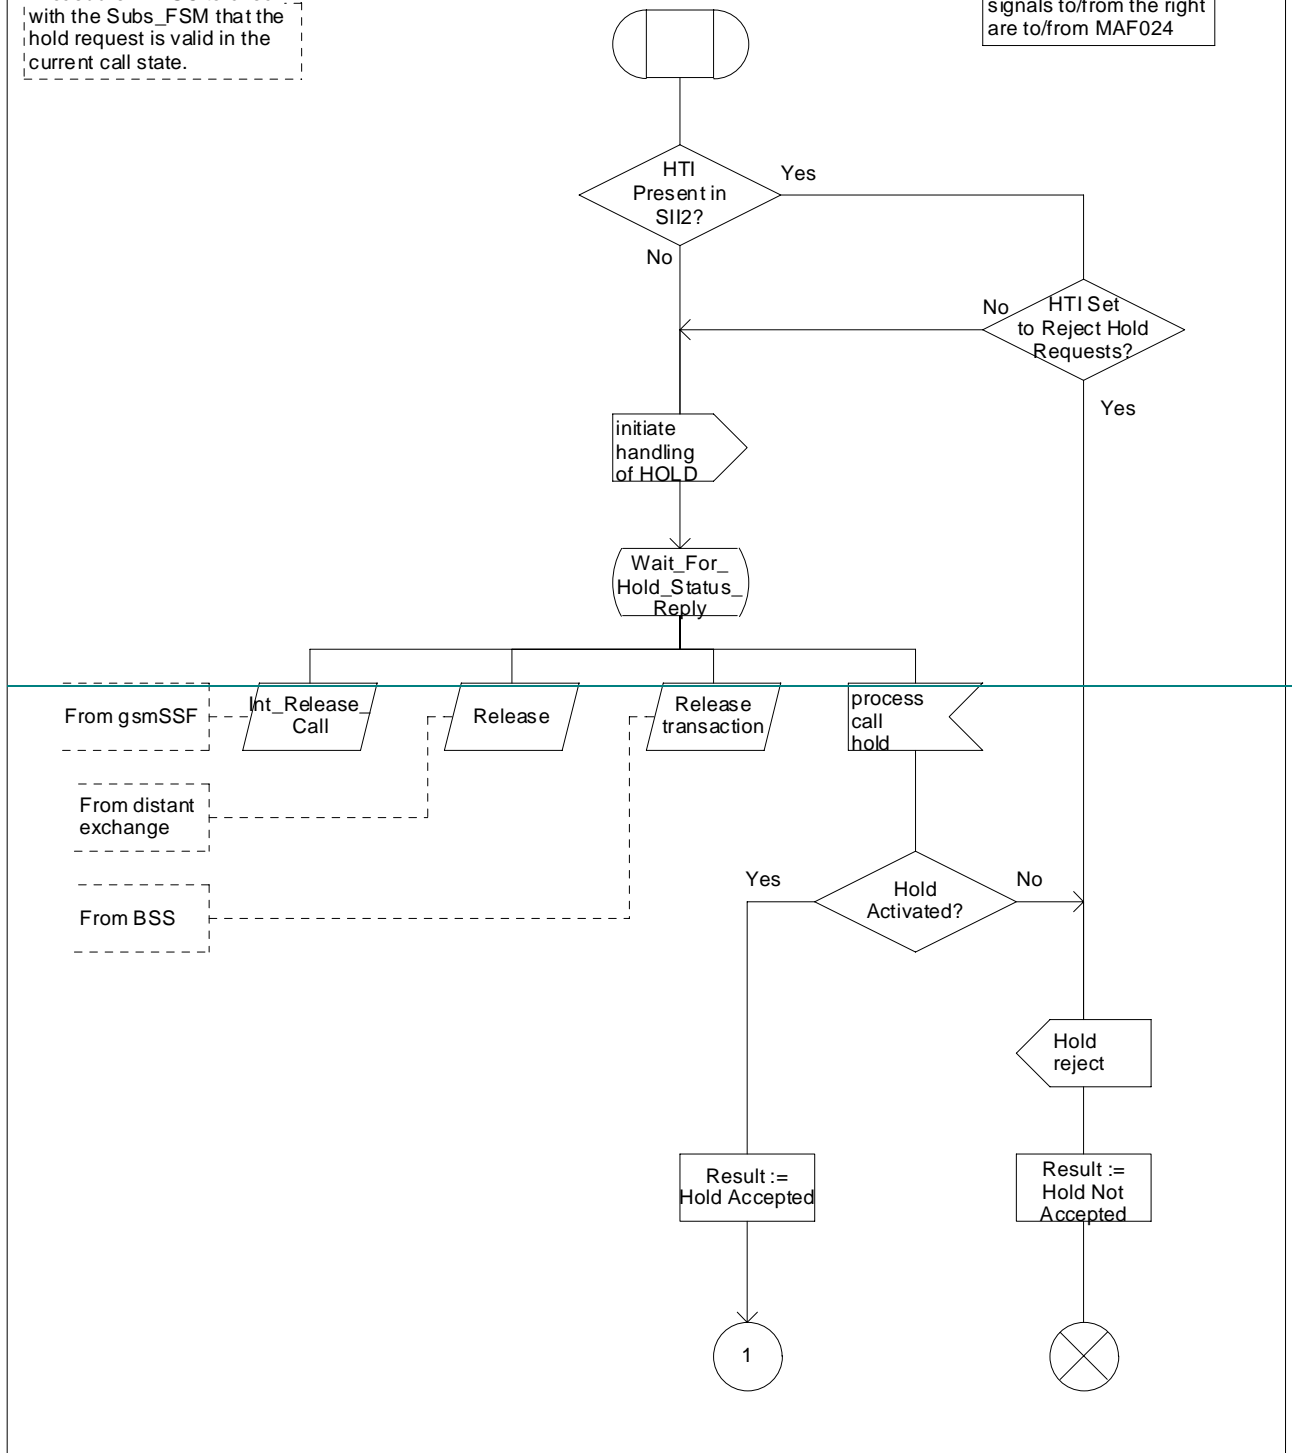 with the Subs_FSM that the
hold request is valid in the
current call state.
signals to/from the right
are to/from MAF024
HTI
Present in
SII2?
Yes
No
HTI Set
to Reject Hold
Requests?
No
Yes
initiate
handling
of HOLD
Wait_For_
Hold_Status_
Reply
From gsmSSF
Int_Release_
Call
Release
Release
transaction
process
call
hold
From distant
exchange
From BSS
Yes
Hold
Activated?
No
Hold
reject
Result :=
Hold Accepted
Result :=
Hold Not
Accepted
1